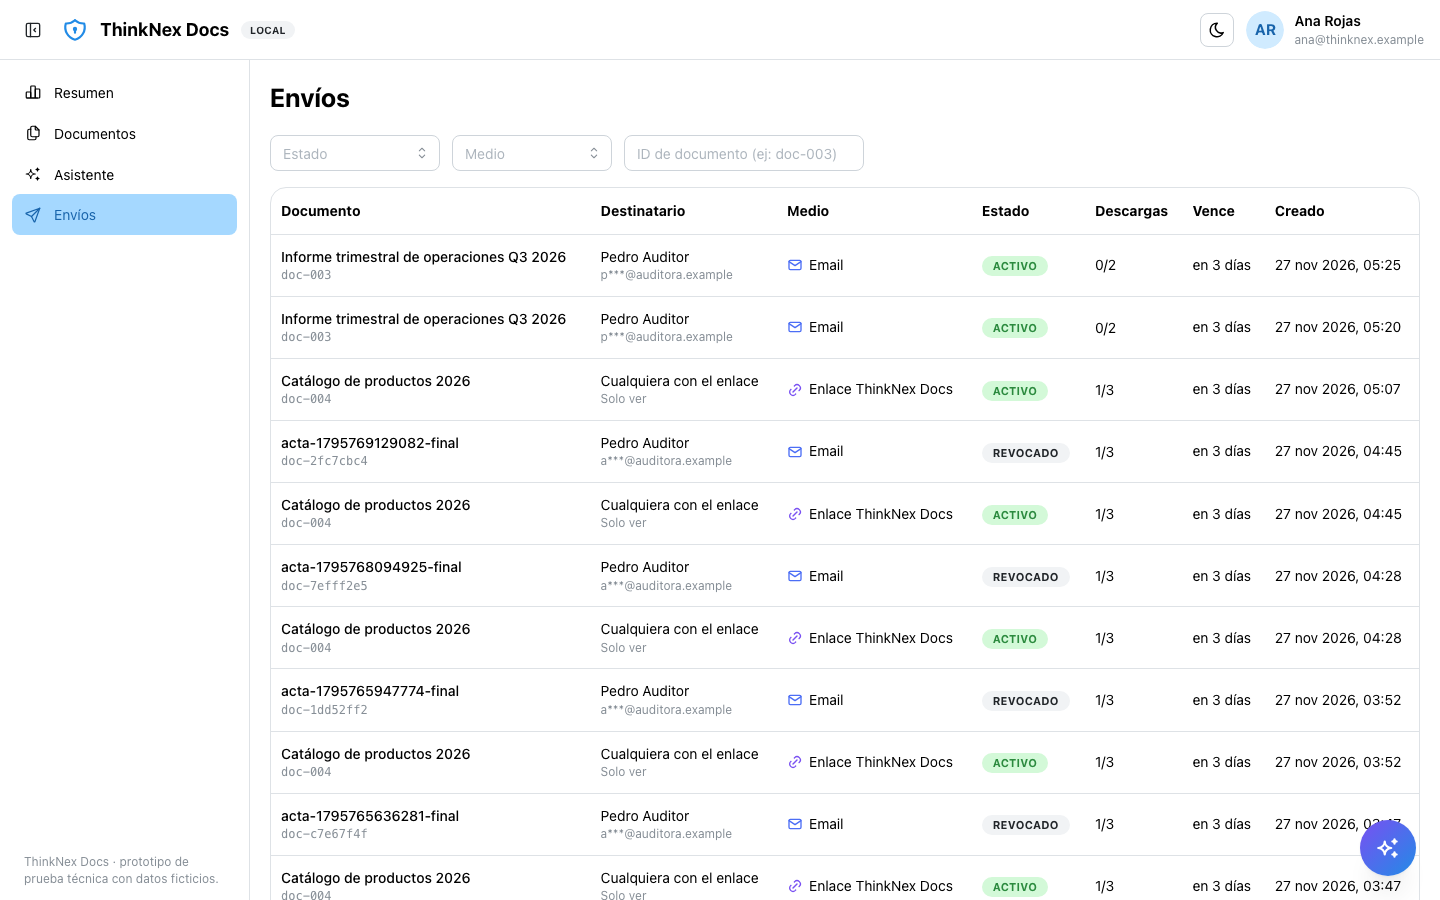 ThinkNex Docs LOCAL
AR
Ana Rojas
ana@thinknex.example
Resumen
Documentos
Asistente
Envíos
Envíos
Estado Medio ID de documento (ej: doc-003)
Documento Destinatario Medio Estado Descargas Vence Creado
Informe trimestral de operaciones Q3 2026 Pedro Auditor Email ACTIVO 0/2 en 3 días 27 nov 2026, 05:25
doc-003 p***@auditora.example
Informe trimestral de operaciones Q3 2026 Pedro Auditor Email ACTIVO 0/2 en 3 días 27 nov 2026, 05:20
doc-003 p***@auditora.example
Catálogo de productos 2026 Cualquiera con el enlace Enlace ThinkNex Docs ACTIVO 1/3 en 3 días 27 nov 2026, 05:07
doc-004 Solo ver
acta-1795769129082-final Pedro Auditor Email REVOCADO 1/3 en 3 días 27 nov 2026, 04:45
doc-2fc7cbc4 a***@auditora.example
Catálogo de productos 2026 Cualquiera con el enlace Enlace ThinkNex Docs ACTIVO 1/3 en 3 días 27 nov 2026, 04:45
doc-004 Solo ver
acta-1795768094925-final Pedro Auditor Email REVOCADO 1/3 en 3 días 27 nov 2026, 04:28
doc-7efff2e5 a***@auditora.example
Catálogo de productos 2026 Cualquiera con el enlace Enlace ThinkNex Docs ACTIVO 1/3 en 3 días 27 nov 2026, 04:28
doc-004 Solo ver
acta-1795765947774-final Pedro Auditor Email REVOCADO 1/3 en 3 días 27 nov 2026, 03:52
doc-1dd52ff2 a***@auditora.example
Catálogo de productos 2026 Cualquiera con el enlace Enlace ThinkNex Docs ACTIVO 1/3 en 3 días 27 nov 2026, 03:52
doc-004 Solo ver
acta-1795765636281-final Pedro Auditor Email REVOCADO 1/3 en 3 días 27 nov 2026,
doc-c7e67f4f a***@auditora.example
Catálogo de productos 2026 Cualquiera con el enlace Enlace ThinkNex Docs ACTIVO 1/3 en 3 días 27 nov 2026, 03:47
doc-004 Solo ver
ThinkNex Docs · prototipo de
prueba técnica con datos ficticios.